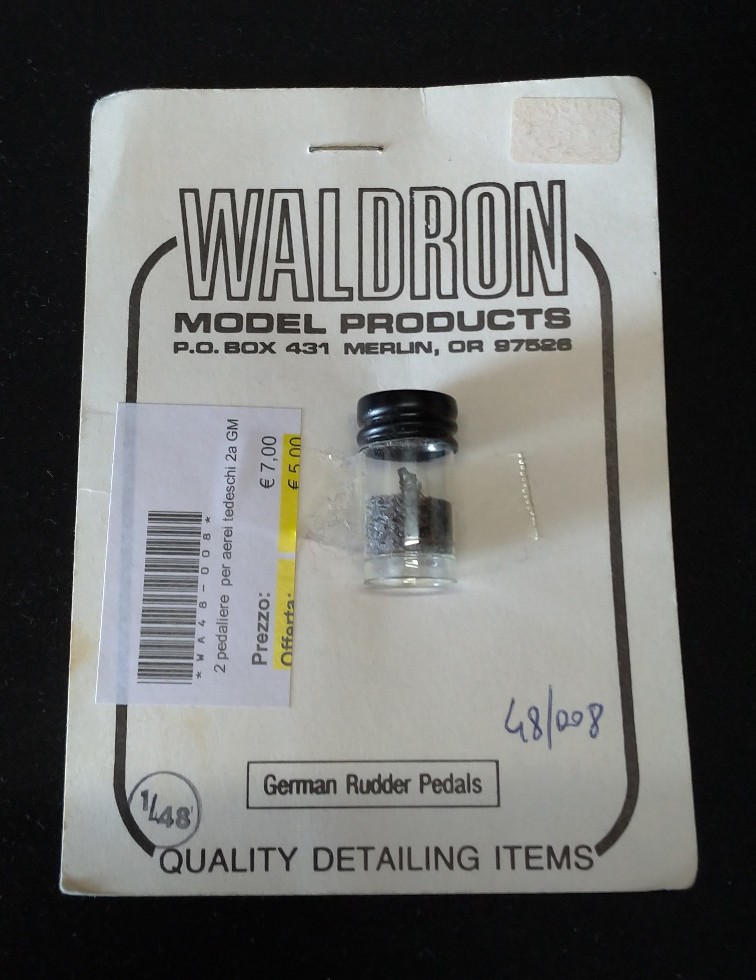 WALDRON
MODEL PRODUCTS
P.O. BOX 431 MERLIN, OR 97526
*WA48-008*
2 pedaliere per aerei tedeschi 2a GM
Prezzo: € 7,00
Offerta: € 5,00
48/008
German Rudder Pedals
1/48
QUALITY DETAILING ITEMS